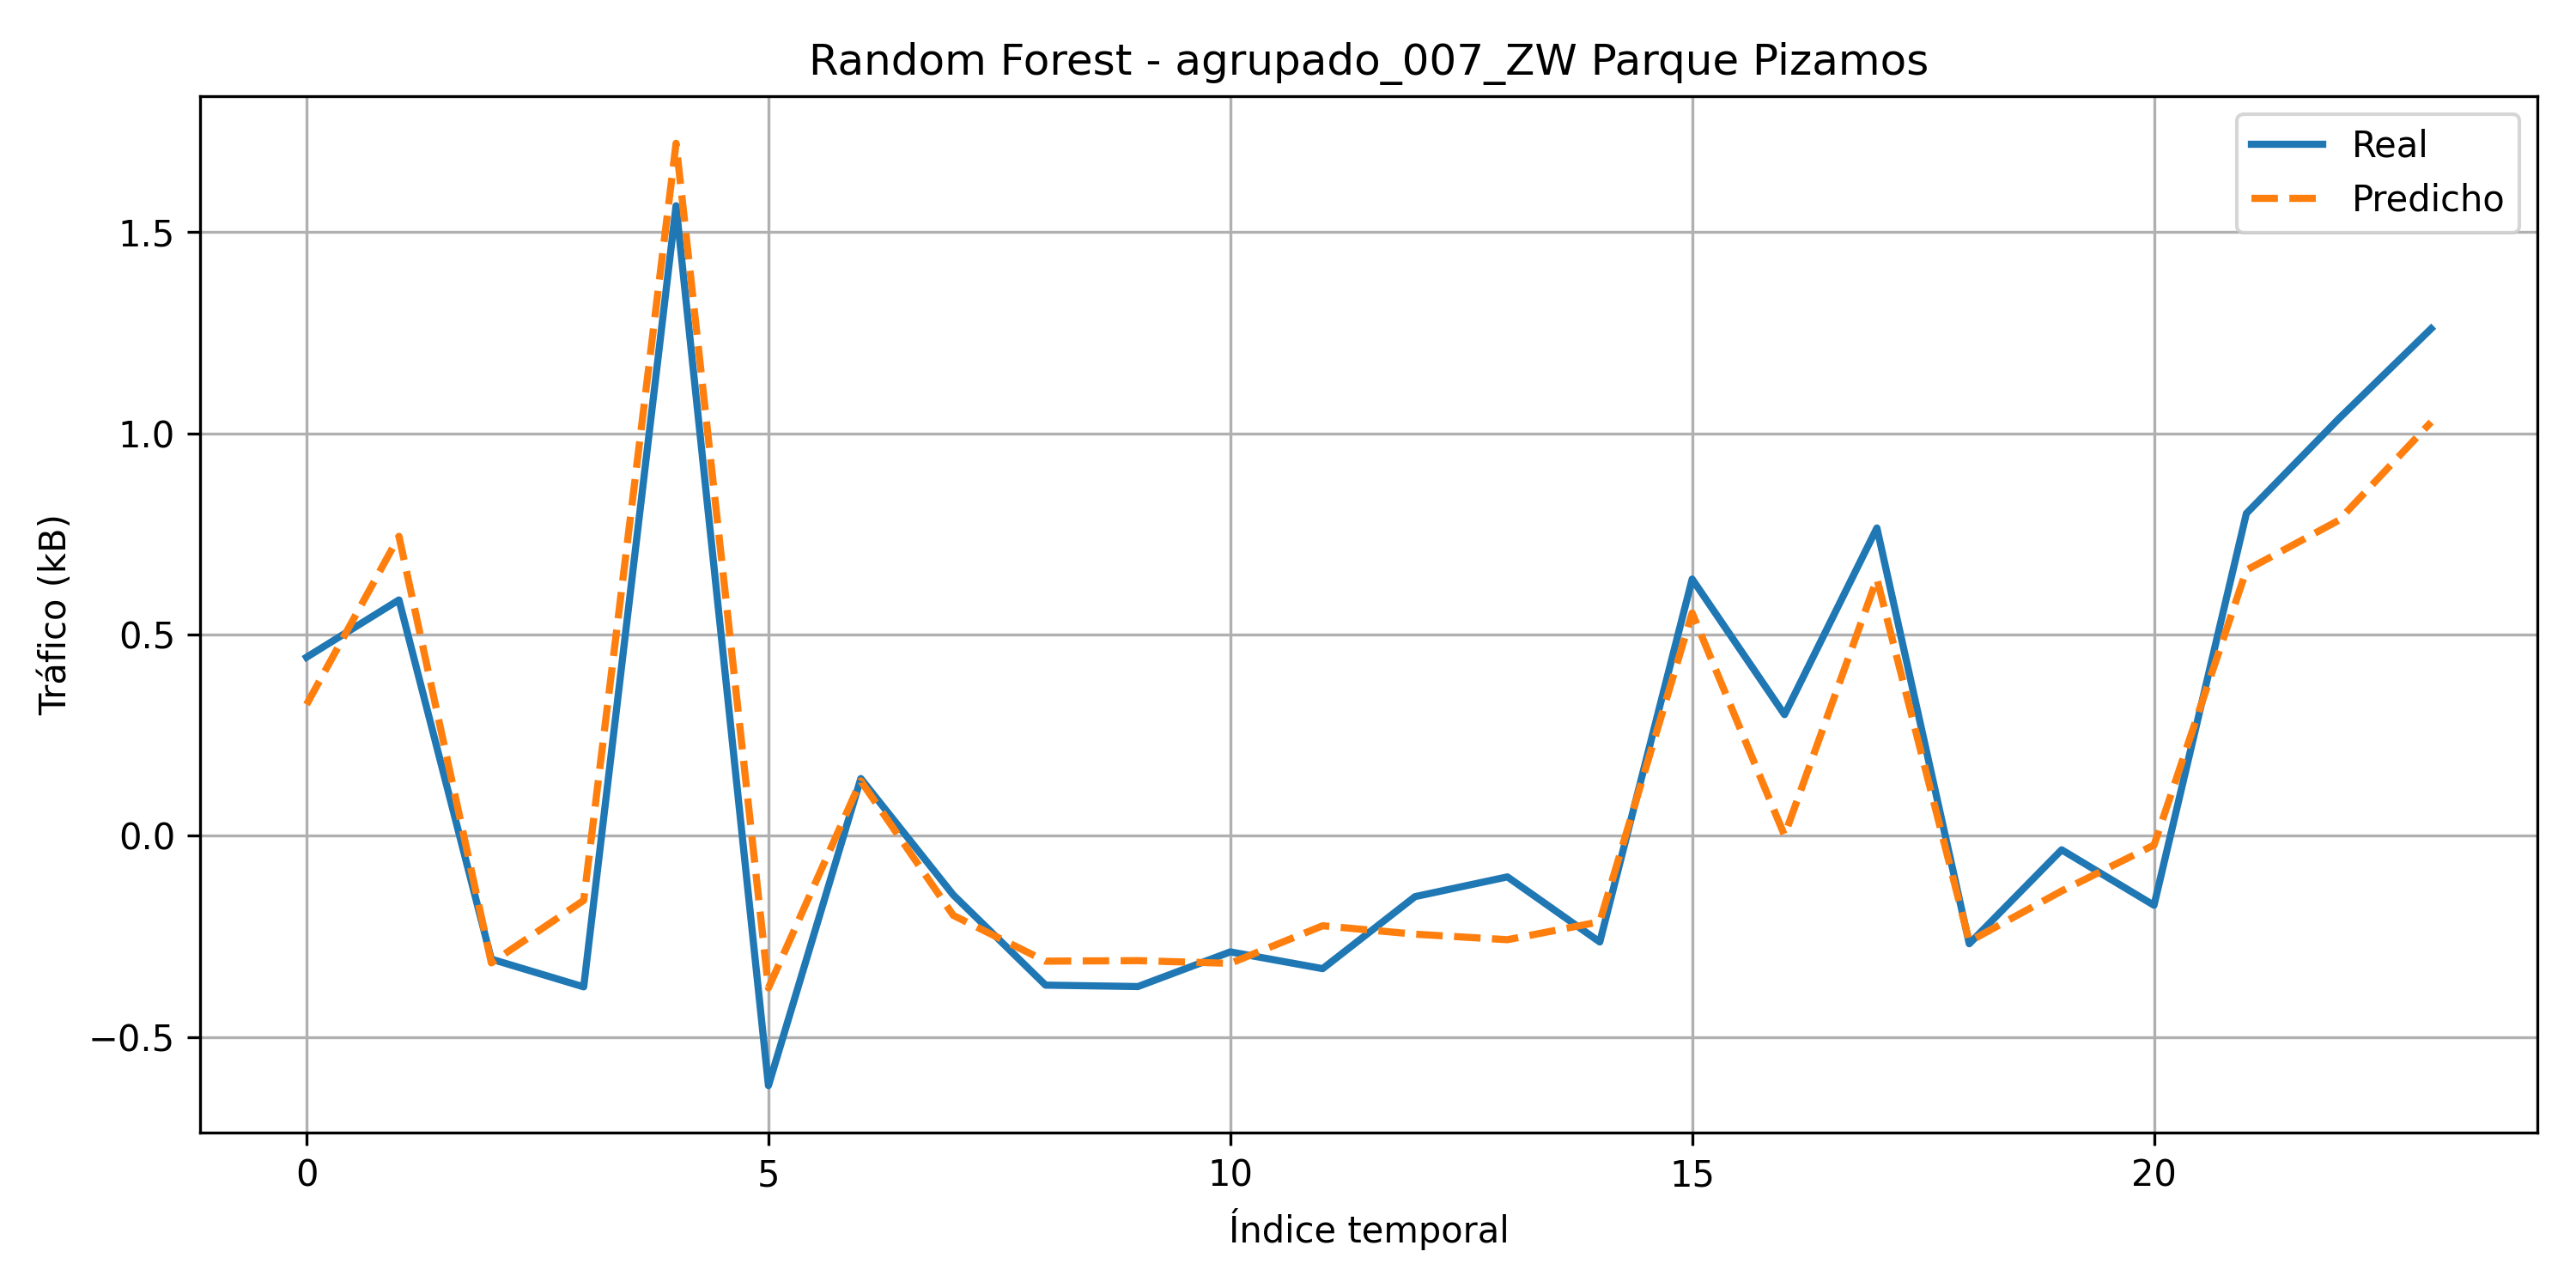 Random Forest - agrupado_007_ZW Parque Pizamos
Real
Predicho
Tráfico (kB)
1.5
1.0
0.5
0.0
−0.5
0 5 10 15 20
Índice temporal